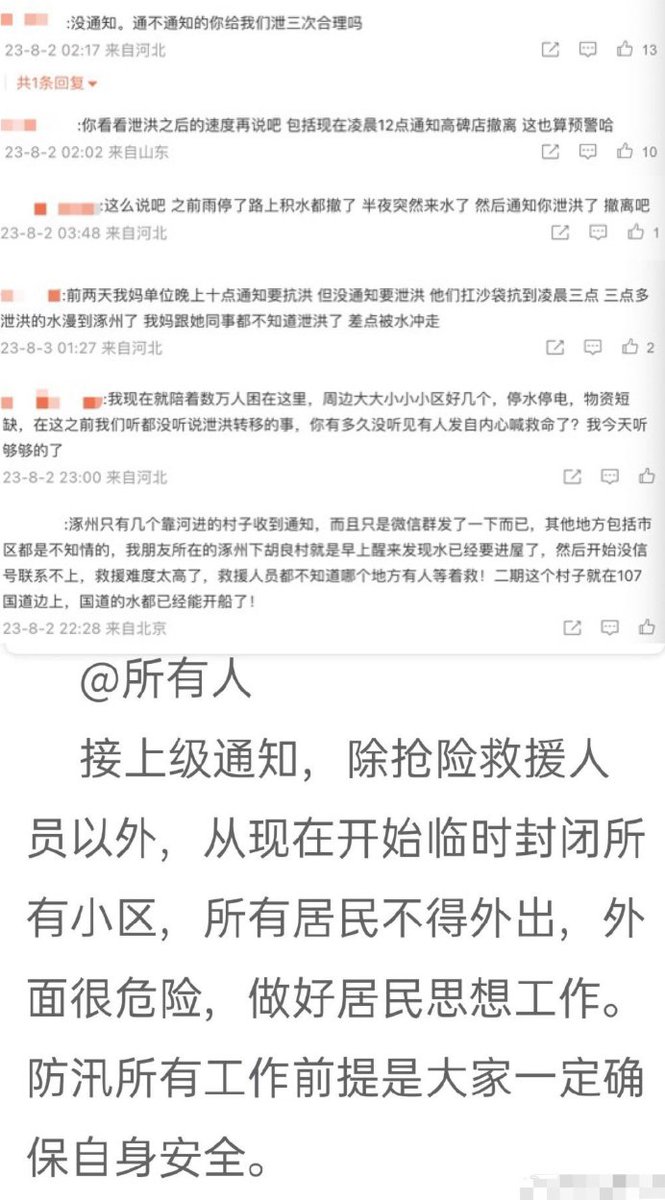 :没通知。通不通知的你给我们泄三次合理吗
23-8-2 02:17 来自河北
13
共1条回复
:你看看泄洪之后的速度再说吧 包括现在凌晨12点通知高碑店撤离 这也算预警哈
23-8-2 02:02 来自山东
10
:这么说吧 之前雨停了路上积水都撤了 半夜突然来水了 然后通知你泄洪了 撤离吧
23-8-2 03:48 来自河北
1
:前两天我妈单位晚上十点通知要抗洪 但没通知要泄洪 他们扛沙袋抗到凌晨三点 三点多
泄洪的水漫到涿州了 我妈跟她同事都不知道泄洪了 差点被水冲走
23-8-3 01:27 来自河北
2
:我现在就陪着数万人困在这里，周边大大小小小区好几个，停水停电，物资短
缺，在这之前我们听都没听说泄洪转移的事，你有多久没听见有人发自内心喊救命了？我今天听
够够的了
23-8-2 23:00 来自河北
:涿州只有几个靠河进的村子收到通知，而且只是微信群发了一下而已，其他地方包括市
区都是不知情的，我朋友所在的涿州下胡良村就是早上醒来发现水已经要进屋了，然后开始没信
号联系不上，救援难度太高了，救援人员都不知道哪个地方有人等着救！二期这个村子就在107
国道边上，国道的水都已经能开船了！
23-8-2 22:28 来自北京
@所有人
接上级通知，除抢险救援人
员以外，从现在开始临时封闭所
有小区，所有居民不得外出，外
面很危险，做好居民思想工作。
防汛所有工作前提是大家一定确
保自身安全。